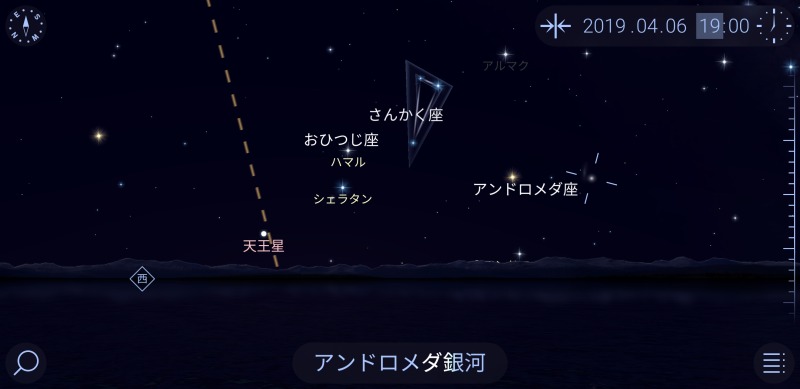 2019.04.06 19:00
アルマク
さんかく座
おひつじ座
ハマル
アンドロメダ座
シェラタン
天王星
西
アンドロメダ銀河